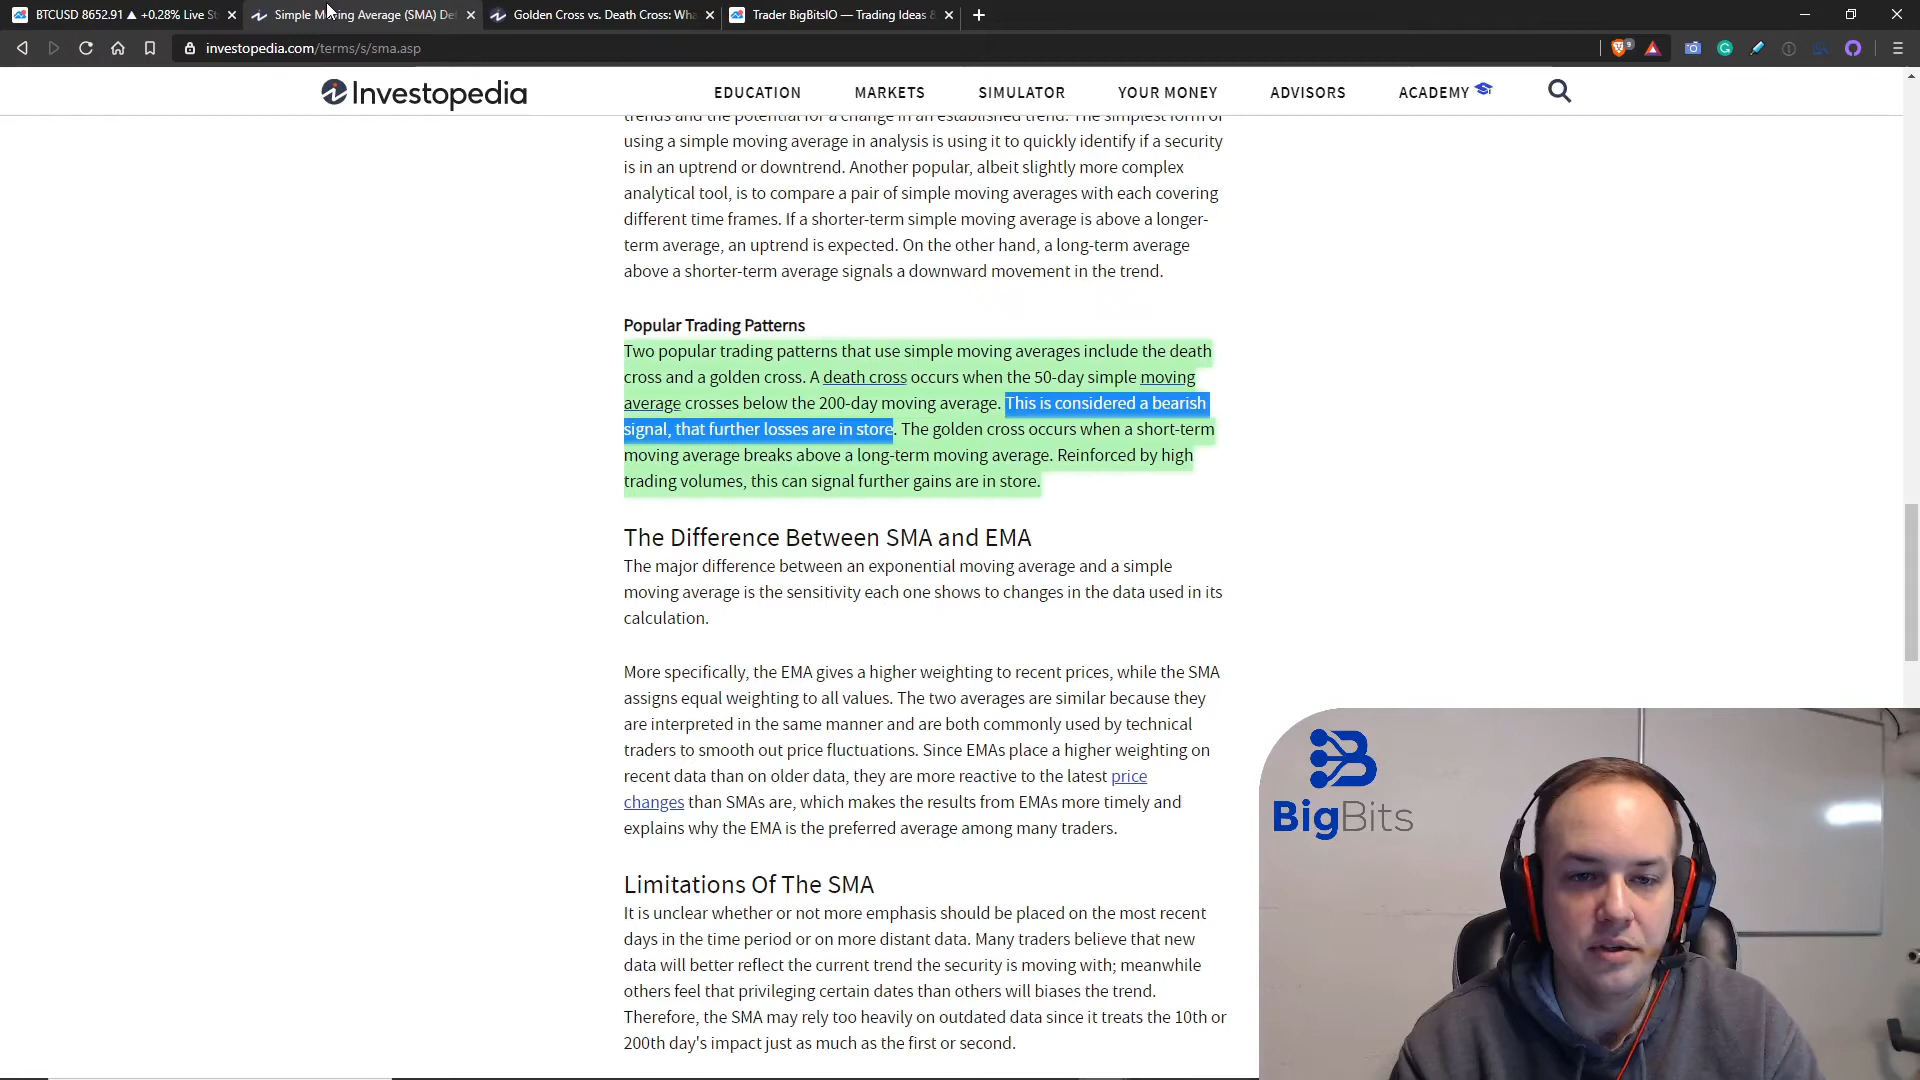 BTCUSD 8652.91 ▲ +0.28% Live St
Simple Moving Average (SMA) Def
Golden Cross vs. Death Cross: Wha
Trader BigBitsIO — Trading Ideas &
investopedia.com/terms/s/sma.asp
9
Investopedia
EDUCATION
MARKETS
SIMULATOR
YOUR MONEY
ADVISORS
ACADEMY
trends and the potential for a change in an established trend. The simplest form of
using a simple moving average in analysis is using it to quickly identify if a security
is in an uptrend or downtrend. Another popular, albeit slightly more complex
analytical tool, is to compare a pair of simple moving averages with each covering
different time frames. If a shorter-term simple moving average is above a longer-
term average, an uptrend is expected. On the other hand, a long-term average
above a shorter-term average signals a downward movement in the trend.
Popular Trading Patterns
Two popular trading patterns that use simple moving averages include the death
cross and a golden cross. A death cross occurs when the 50-day simple moving
average crosses below the 200-day moving average. This is considered a bearish
signal, that further losses are in store. The golden cross occurs when a short-term
moving average breaks above a long-term moving average. Reinforced by high
trading volumes, this can signal further gains are in store.
The Difference Between SMA and EMA
The major difference between an exponential moving average and a simple
moving average is the sensitivity each one shows to changes in the data used in its
calculation.
More specifically, the EMA gives a higher weighting to recent prices, while the SMA
assigns equal weighting to all values. The two averages are similar because they
are interpreted in the same manner and are both commonly used by technical
traders to smooth out price fluctuations. Since EMAs place a higher weighting on
recent data than on older data, they are more reactive to the latest price
changes than SMAs are, which makes the results from EMAs more timely and
explains why the EMA is the preferred average among many traders.
Limitations Of The SMA
It is unclear whether or not more emphasis should be placed on the most recent
days in the time period or on more distant data. Many traders believe that new
data will better reflect the current trend the security is moving with; meanwhile
others feel that privileging certain dates than others will biases the trend.
Therefore, the SMA may rely too heavily on outdated data since it treats the 10th or
200th day's impact just as much as the first or second.
BigBits